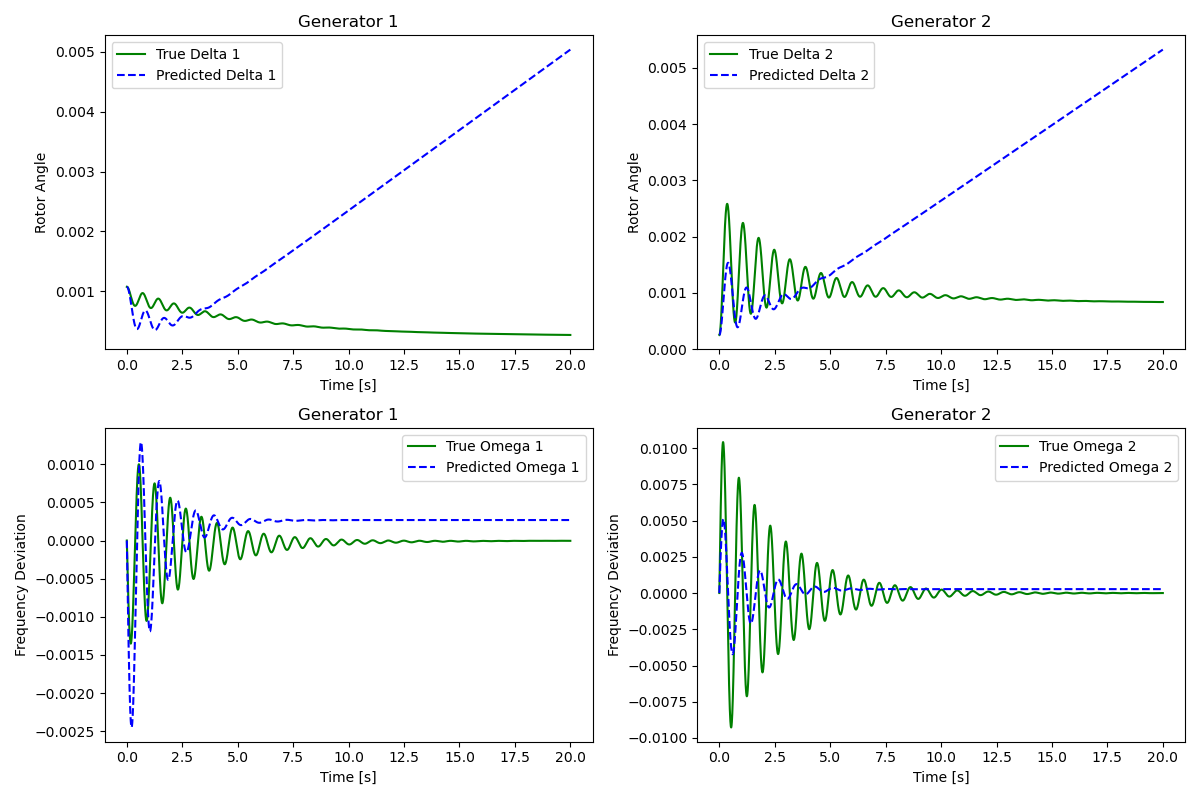 Generator 1
True Delta 1
Predicted Delta 1
0.005
0.004
0.003
0.002
0.001
Rotor Angle
0.0 2.5 5.0 7.5 10.0 12.5 15.0 17.5 20.0
Time [s]
Generator 2
True Delta 2
Predicted Delta 2
0.005
0.004
0.003
0.002
0.001
0.000
Rotor Angle
0.0 2.5 5.0 7.5 10.0 12.5 15.0 17.5 20.0
Time [s]
Generator 1
True Omega 1
Predicted Omega 1
0.0010
0.0005
0.0000
−0.0005
−0.0010
−0.0015
−0.0020
−0.0025
Frequency Deviation
0.0 2.5 5.0 7.5 10.0 12.5 15.0 17.5 20.0
Time [s]
Generator 2
True Omega 2
Predicted Omega 2
0.0100
0.0075
0.0050
0.0025
0.0000
−0.0025
−0.0050
−0.0075
−0.0100
Frequency Deviation
0.0 2.5 5.0 7.5 10.0 12.5 15.0 17.5 20.0
Time [s]